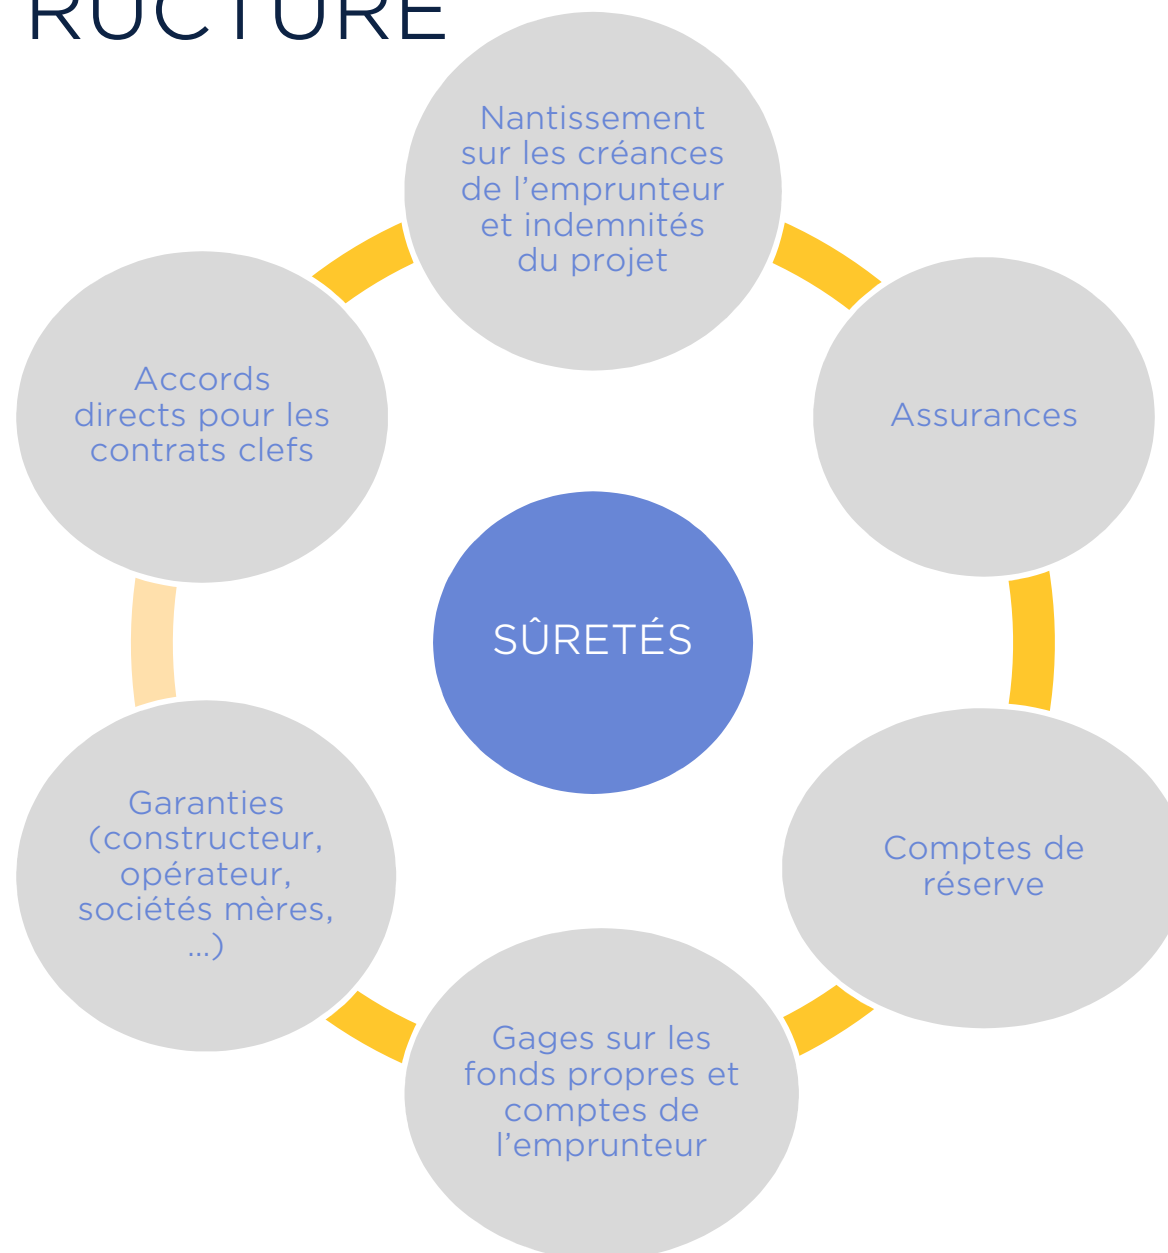 RUCTURE
Nantissement
sur les créances
de l’emprunteur
et indemnités
du projet
Accords
directs pour les
contrats clefs
Assurances
SÛRETÉS
Garanties
(constructeur,
opérateur,
sociétés mères,
…)
Comptes de
réserve
Gages sur les
fonds propres et
comptes de
l’emprunteur